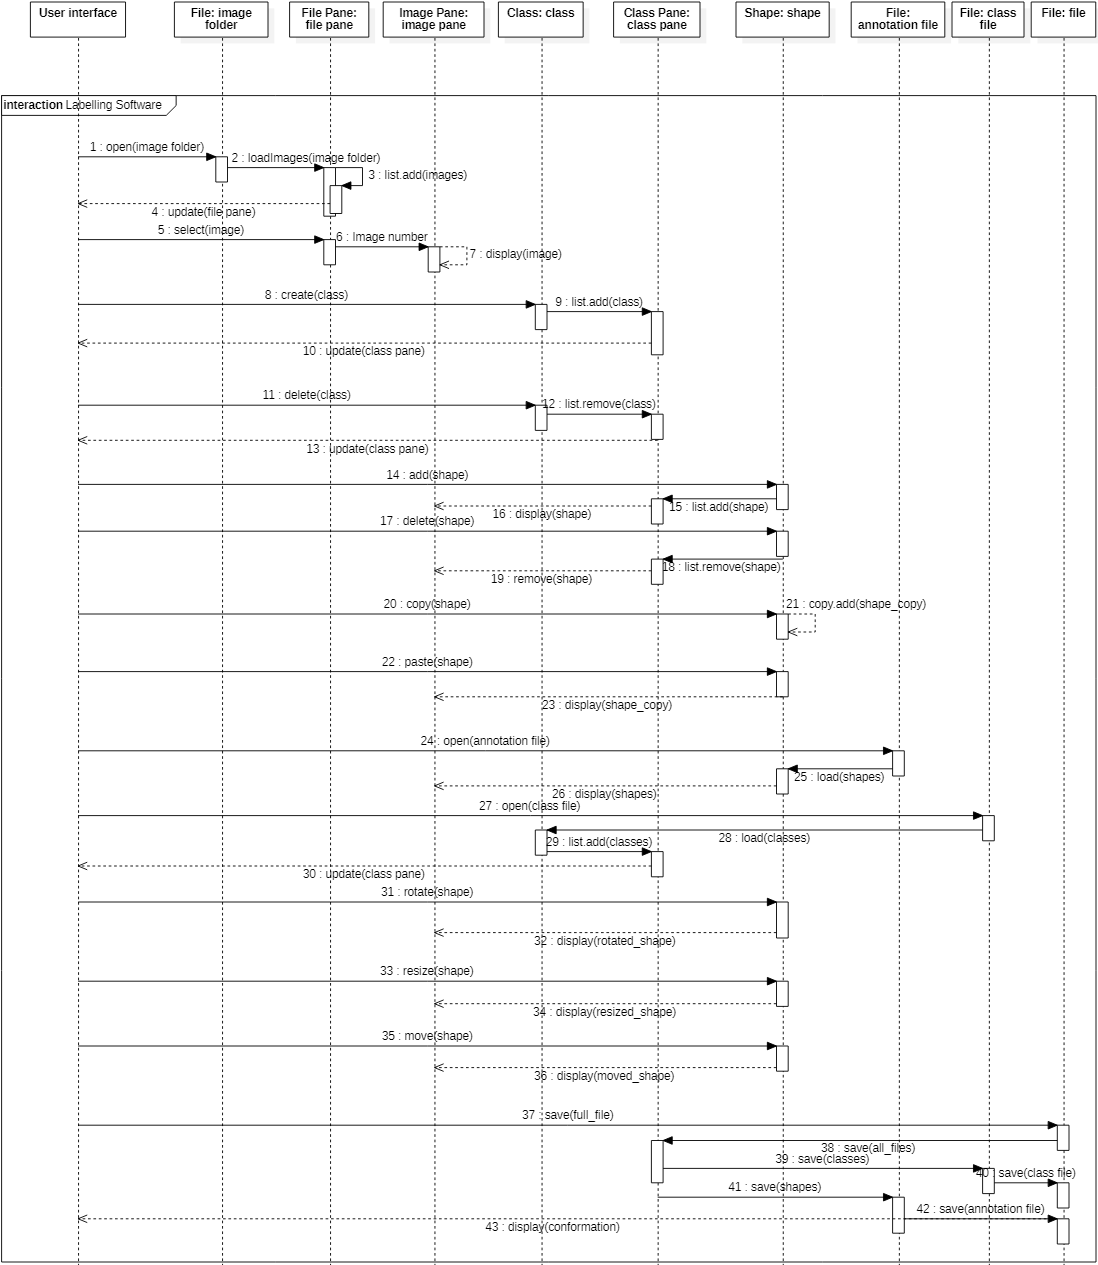 User interface
File: image
folder
File Pane:
file pane
Image Pane:
image pane
Class: class
Class Pane:
class pane
Shape: shape
File:
annotation file
File: class
file
File: file
interaction Labelling Software
1 : open(image folder)
2 : loadImages(image folder)
3 : list.add(images)
4 : update(file pane)
5 : select(image)
6 : Image number
7 : display(image)
8 : create(class)
9 : list.add(class)
10 : update(class pane)
11 : delete(class)
12 : list.remove(class)
13 : update(class pane)
14 : add(shape)
15 : list.add(shape)
16 : display(shape)
17 : delete(shape)
18 : list.remove(shape)
19 : remove(shape)
20 : copy(shape)
21 : copy.add(shape_copy)
22 : paste(shape)
23 : display(shape_copy)
24 : open(annotation file)
25 : load(shapes)
26 : display(shapes)
27 : open(class file)
28 : load(classes)
29 : list.add(classes)
30 : update(class pane)
31 : rotate(shape)
32 : display(rotated_shape)
33 : resize(shape)
34 : display(resized_shape)
35 : move(shape)
36 : display(moved_shape)
37 : save(full_file)
38 : save(all_files)
39 : save(classes)
40 : save(class file)
41 : save(shapes)
42 : save(annotation file)
43 : display(conformation)